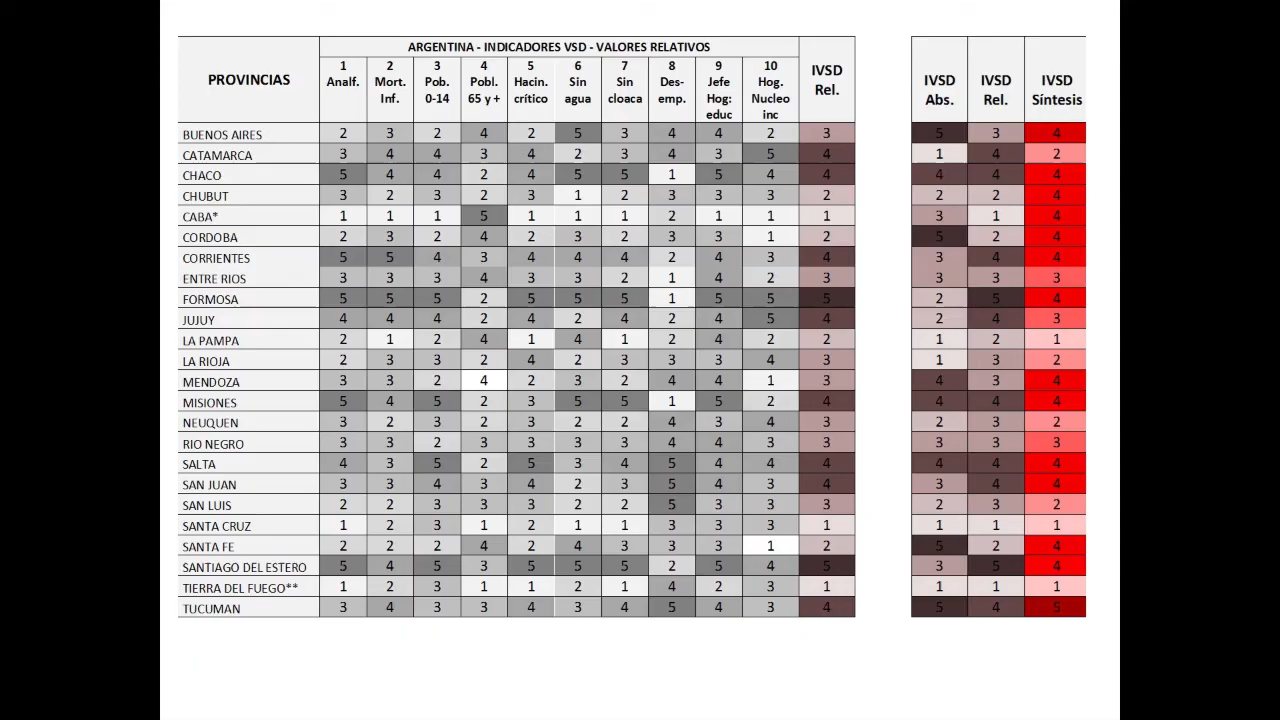 ARGENTINA - INDICADORES VSD - VALORES RELATIVOS
PROVINCIAS 1 Analf. 2 Mort. Inf. 3 Pob. 0-14 4 Pobl. 65 y + 5 Hacin. crítico 6 Sin agua 7 Sin cloaca 8 Des-emp. 9 Jefe Hog: educ 10 Hog. Nucleo inc IVSD Rel. IVSD Abs. IVSD Rel. IVSD Síntesis
BUENOS AIRES 2 3 2 4 2 5 3 4 4 2 3 5 3 4
CATAMARCA 3 4 4 3 4 2 3 4 3 5 4 1 4 2
CHACO 5 4 4 2 4 5 5 1 5 4 4 4 4 4
CHUBUT 3 2 3 2 3 1 2 3 3 3 2 2 2 4
CABA* 1 1 1 5 1 1 1 2 1 1 1 3 1 4
CORDOBA 2 3 2 4 2 3 2 3 3 1 2 5 2 4
CORRIENTES 5 5 4 3 4 4 4 2 4 3 4 3 4 4
ENTRE RIOS 3 3 3 4 3 3 2 1 4 2 3 3 3 3
FORMOSA 5 5 5 2 5 5 5 1 5 5 5 2 5 4
JUJUY 4 4 4 2 4 2 4 2 4 5 4 2 4 3
LA PAMPA 2 1 2 4 1 4 1 2 4 2 2 1 2 1
LA RIOJA 2 3 3 2 4 2 3 3 3 4 3 1 3 2
MENDOZA 3 3 2 4 2 3 2 4 4 1 3 4 3 4
MISIONES 5 4 5 2 3 5 5 1 5 2 4 4 4 4
NEUQUEN 3 2 3 2 3 2 2 4 3 4 3 2 3 2
RIO NEGRO 3 3 2 3 3 3 3 4 4 3 3 3 3 3
SALTA 4 3 5 2 5 3 4 5 4 4 4 4 4 4
SAN JUAN 3 3 4 3 4 2 3 5 4 3 4 3 4 4
SAN LUIS 2 2 3 3 3 2 2 5 3 3 3 2 3 2
SANTA CRUZ 1 2 3 1 2 1 1 3 3 3 1 1 1 1
SANTA FE 2 2 2 4 2 4 3 3 3 1 2 5 2 4
SANTIAGO DEL ESTERO 5 4 5 3 5 5 5 2 5 4 5 3 5 4
TIERRA DEL FUEGO** 1 2 3 1 1 2 1 4 2 3 1 1 1 1
TUCUMAN 3 4 3 3 4 3 4 5 4 3 4 5 4 5